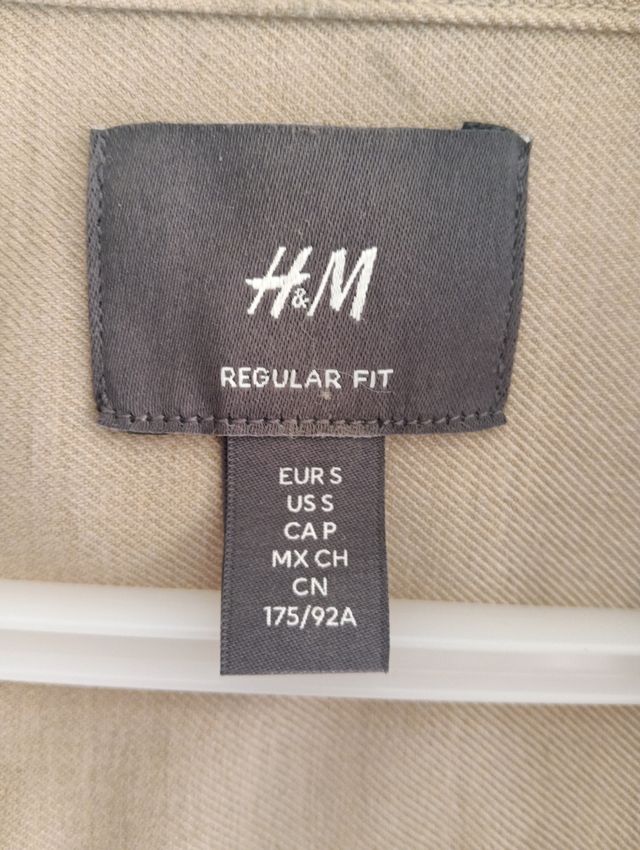 H&M
REGULAR FIT
EUR S
US S
CA P
MX CH
CN
175/92A